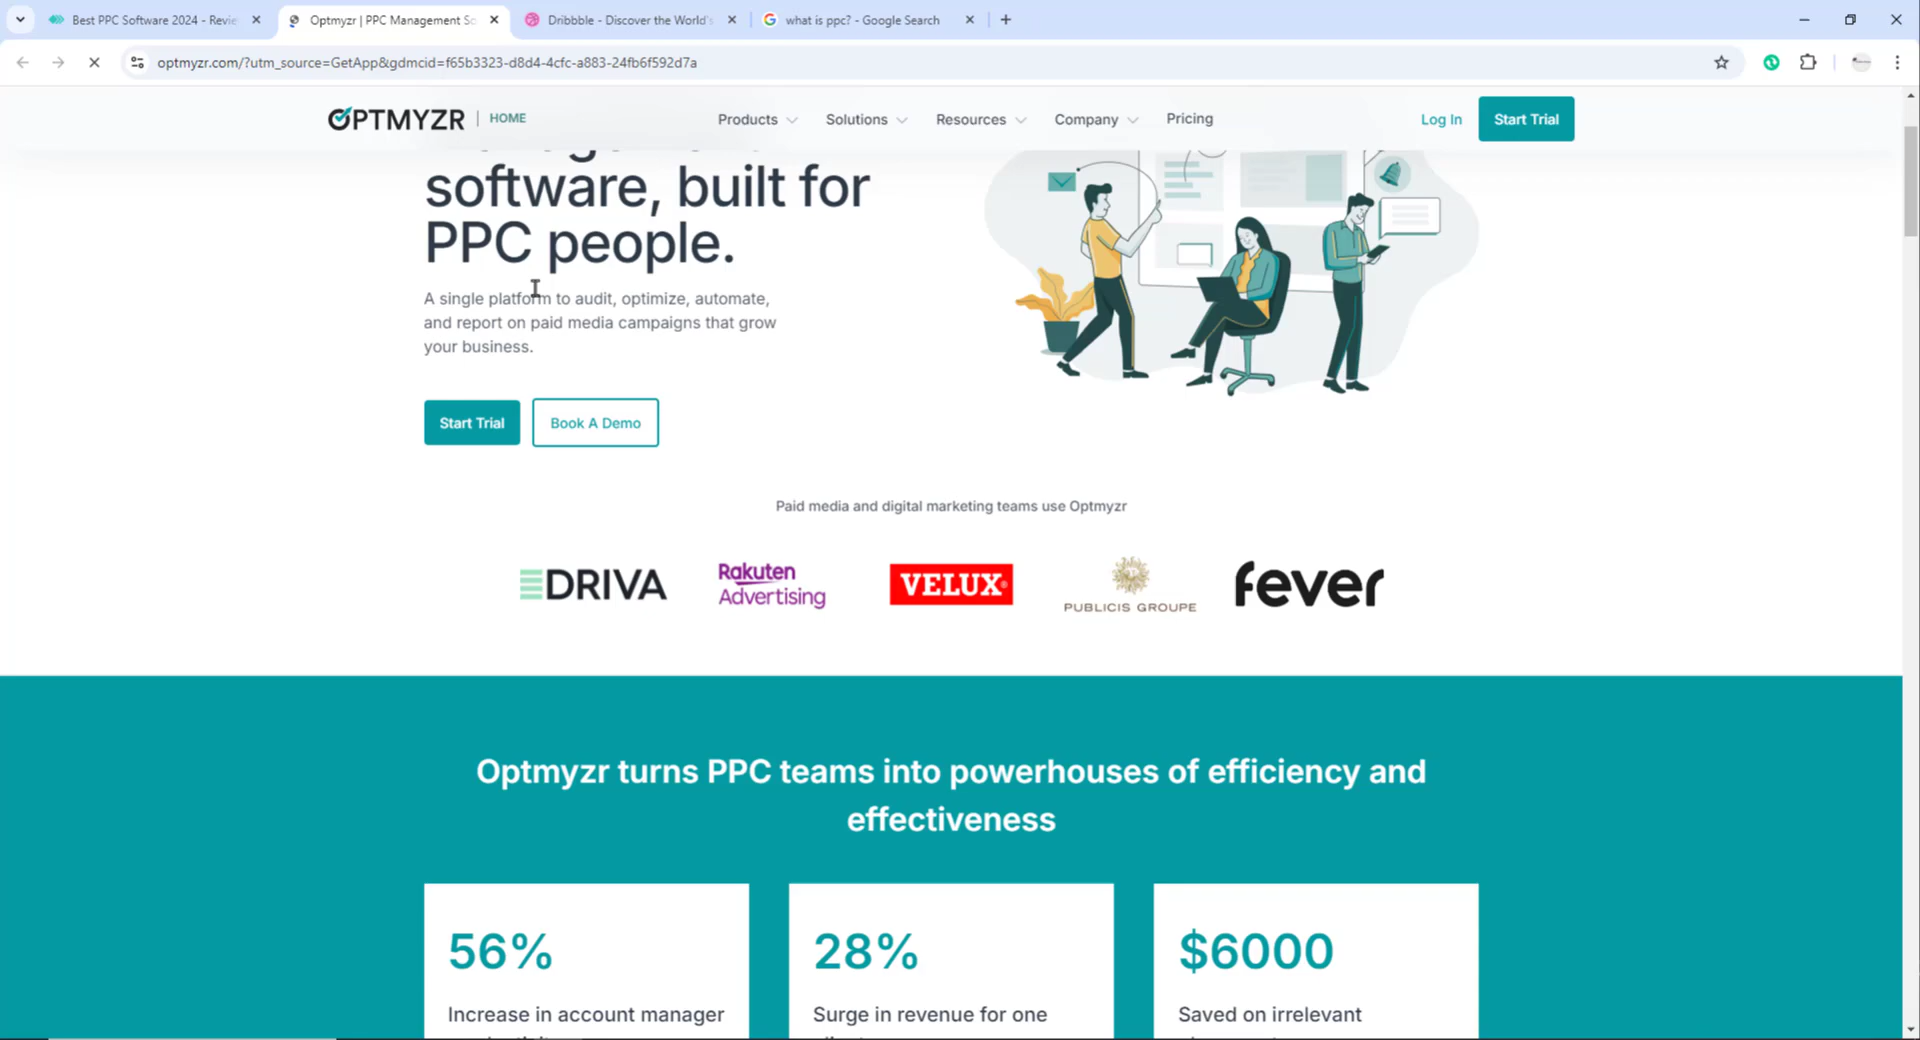 Best PPC Software 2024 - Revie
Optmyzr | PPC Management So
Dribbble - Discover the World's
what is ppc? - Google Search
optmyzr.com/?utm_source=GetApp&gdmcid=f65b3323-d8d4-4cfc-a883-24fb6f592d7a
OPTMYZR | HOME
Products
Solutions
Resources
Company
Pricing
Log In
Start Trial
software, built for
PPC people.
A single platform to audit, optimize, automate,
and report on paid media campaigns that grow
your business.
Start Trial
Book A Demo
Paid media and digital marketing teams use Optmyzr
DRIVA
Rakuten
Advertising
VELUX®
PUBLICIS GROUPE
fever
Optmyzr turns PPC teams into powerhouses of efficiency and
effectiveness
56%
28%
$6000
Increase in account manager
Surge in revenue for one
Saved on irrelevant